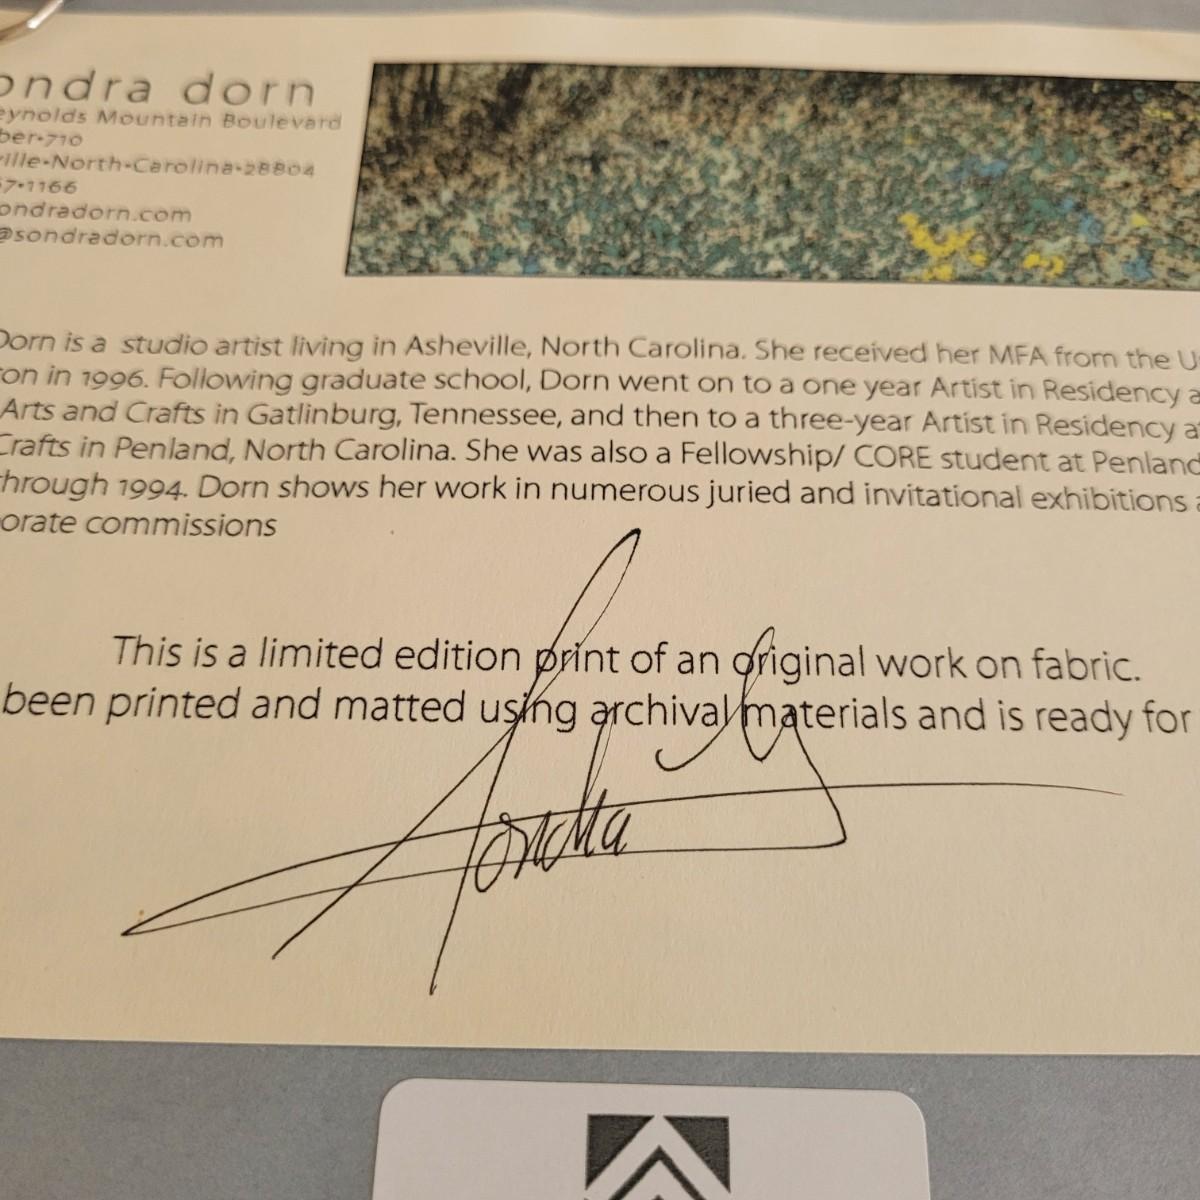 ondra dorn
eynolds Mountain Boulevard
ber•710
ville•North•Carolina•28804
57•1166
ondradorn.com
@sondradorn.com
Dorn is a studio artist living in Asheville, North Carolina. She received her MFA from the U
on in 1996. Following graduate school, Dorn went on to a one year Artist in Residency a
Arts and Crafts in Gatlinburg, Tennessee, and then to a three-year Artist in Residency at
Crafts in Penland, North Carolina. She was also a Fellowship/ CORE student at Penland
through 1994. Dorn shows her work in numerous juried and invitational exhibitions a
orate commissions
This is a limited edition print of an original work on fabric.
been printed and matted using archival materials and is ready for
Sondra